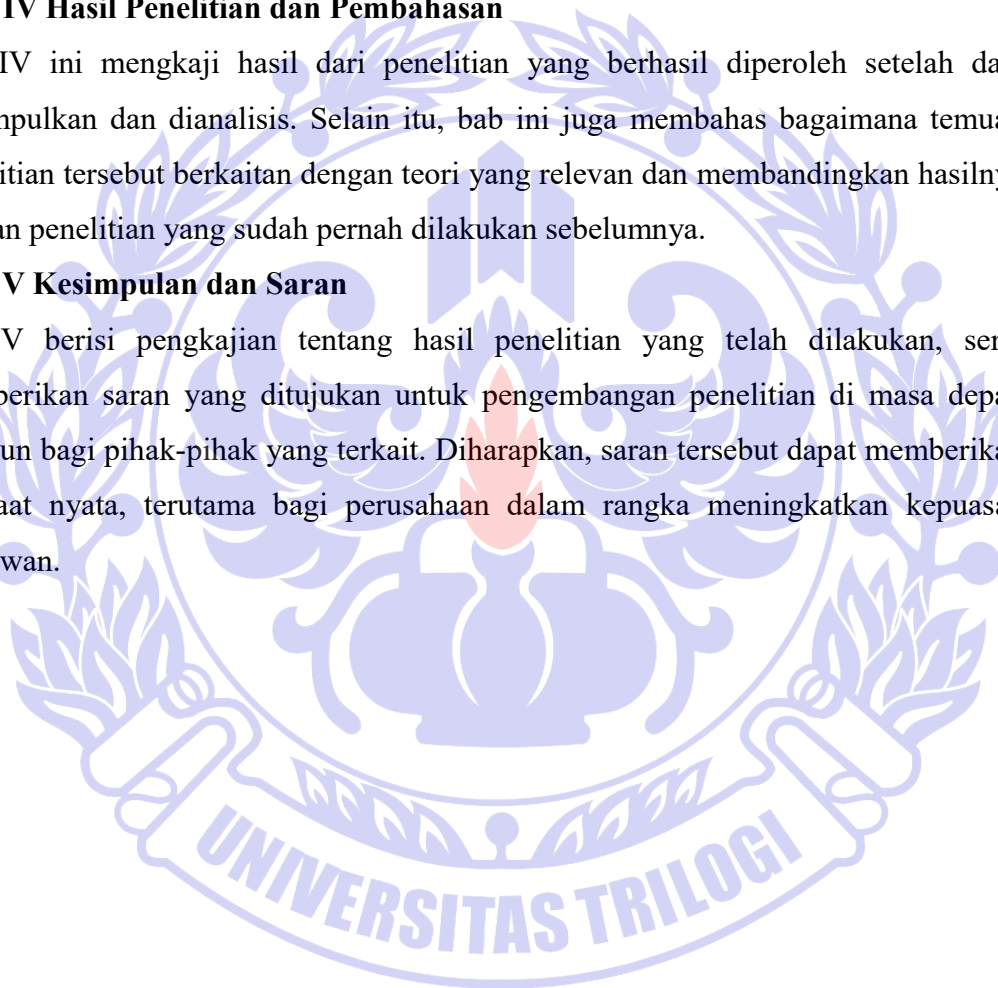 IV Hasil Penelitian dan Pembahasan
IV ini mengkaji hasil dari penelitian yang berhasil diperoleh setelah da
npulkan dan dianalisis. Selain itu, bab ini juga membahas bagaimana temua
itian tersebut berkaitan dengan teori yang relevan dan membandingkan hasilny
an penelitian yang sudah pernah dilakukan sebelumnya.
V Kesimpulan dan Saran
V berisi pengkajian tentang hasil penelitian yang telah dilakukan, ser
berikan saran yang ditujukan untuk pengembangan penelitian di masa depa
un bagi pihak-pihak yang terkait. Diharapkan, saran tersebut dapat memberika
aat nyata, terutama bagi perusahaan dalam rangka meningkatkan kepuasa
wan.
UNIVERSITAS TRILOGI